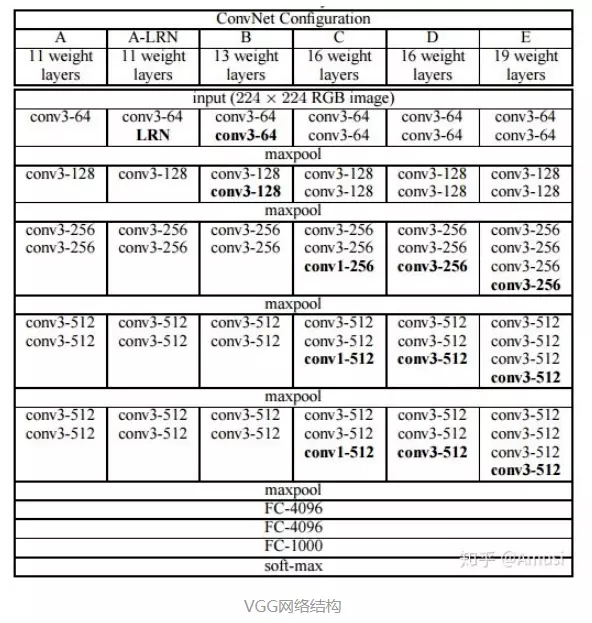 ConvNet Configuration
A A-LRN B C D E
11 weight 11 weight 13 weight 16 weight 16 weight 19 weight
layers layers layers layers layers layers
input (224 × 224 RGB image)
conv3-64 conv3-64 conv3-64 conv3-64 conv3-64 conv3-64
LRN conv3-64 conv3-64 conv3-64 conv3-64
maxpool
conv3-128 conv3-128 conv3-128 conv3-128 conv3-128 conv3-128
conv3-128 conv3-128 conv3-128 conv3-128
maxpool
conv3-256 conv3-256 conv3-256 conv3-256 conv3-256 conv3-256
conv3-256 conv3-256 conv3-256 conv3-256 conv3-256 conv3-256
conv1-256 conv3-256 conv3-256
conv3-256
maxpool
conv3-512 conv3-512 conv3-512 conv3-512 conv3-512 conv3-512
conv3-512 conv3-512 conv3-512 conv3-512 conv3-512 conv3-512
conv1-512 conv3-512 conv3-512
conv3-512
maxpool
conv3-512 conv3-512 conv3-512 conv3-512 conv3-512 conv3-512
conv3-512 conv3-512 conv3-512 conv3-512 conv3-512 conv3-512
conv1-512 conv3-512 conv3-512
conv3-512
maxpool
FC-4096
FC-4096
FC-1000
知乎 @Amusi
soft-max
VGG网络结构